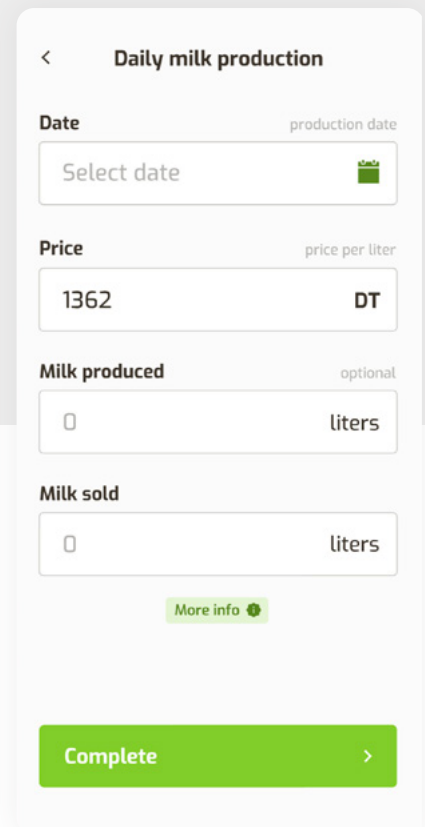 Daily milk production
Date production date
Select date
Price price per liter
1362 DT
Milk produced optional
0 liters
Milk sold
0 liters
More info
Complete